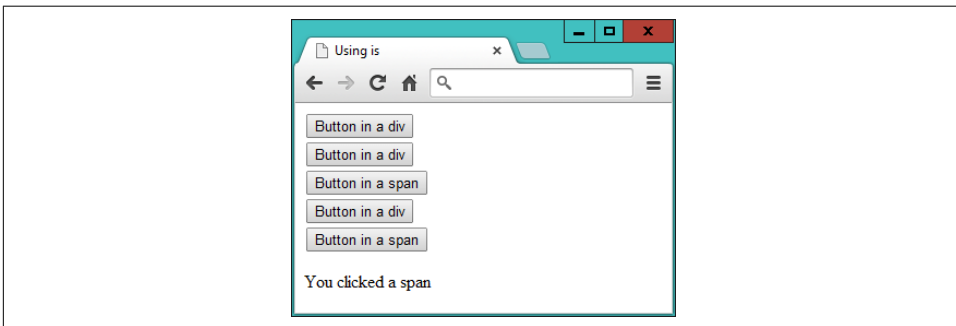 Using is
Button in a div
Button in a div
Button in a span
Button in a div
Button in a span
You clicked a span